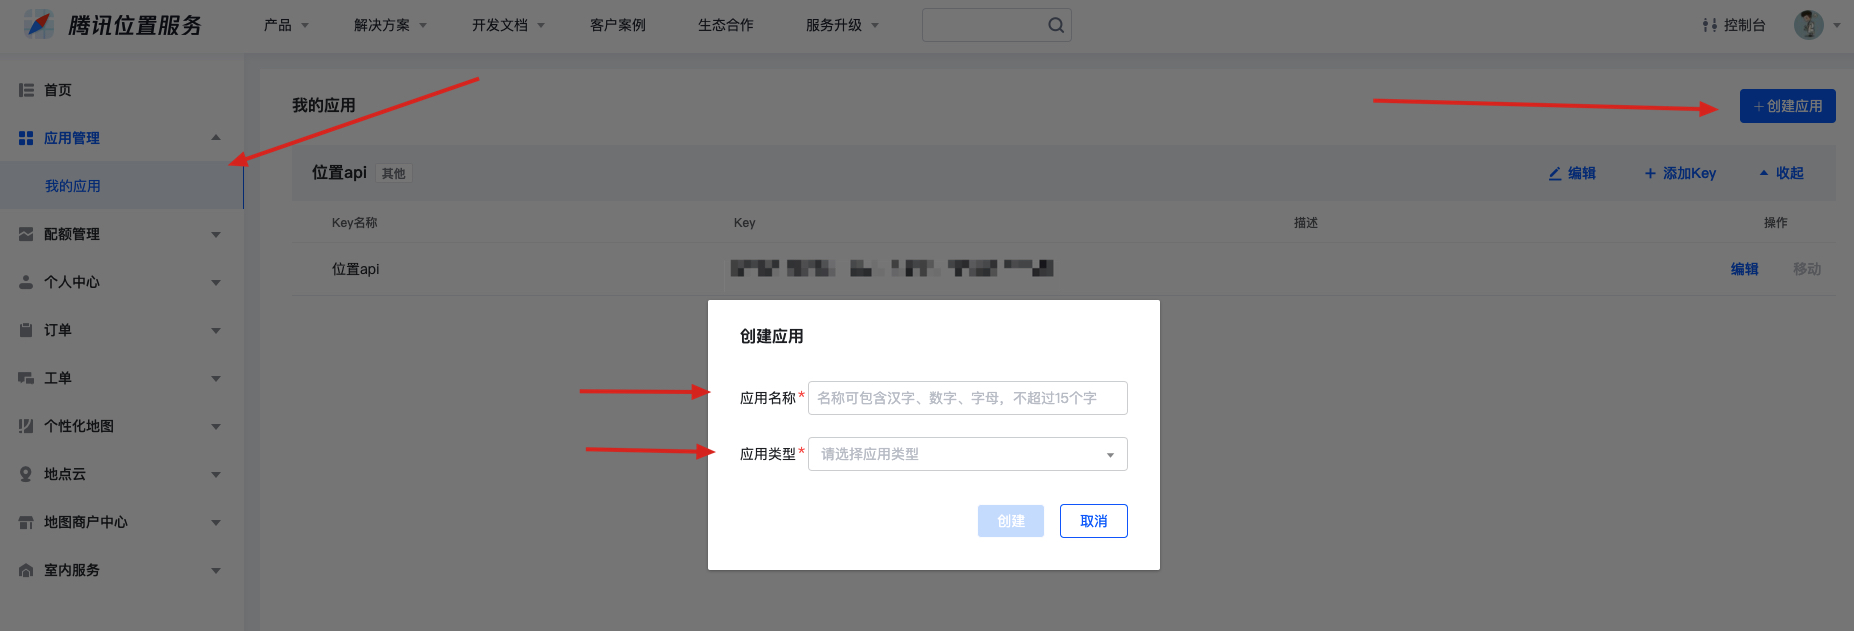 腾讯位置服务 产品 解决方案 开发文档 客户案例 生态合作 服务升级 控制台
首页
应用管理
我的应用
配额管理
个人中心
订单
工单
个性化地图
地点云
地图商户中心
室内服务
我的应用 +创建应用
位置api 其他 编辑 + 添加Key 收起
Key名称 Key 描述 操作
位置api 编辑 移动
创建应用
应用名称* 名称可包含汉字、数字、字母，不超过15个字
应用类型* 请选择应用类型
创建 取消